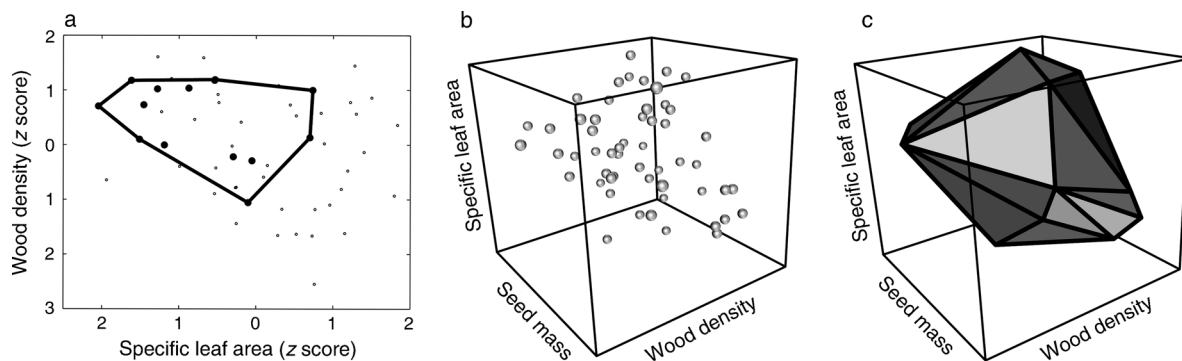 a
2
1
0
1
2
3
Wood density (z score)
2
1
0
1
2
Specific leaf area (z score)
b
Specific leaf area
Seed mass
Wood density
c
Specific leaf area
Seed mass
Wood density